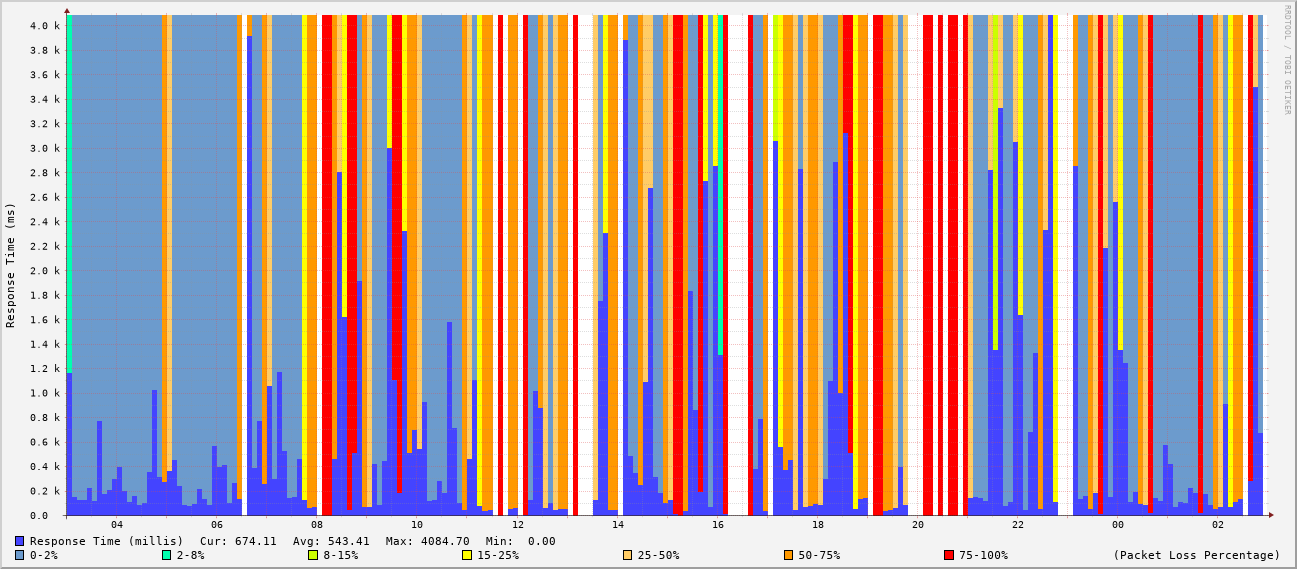 RRDTOOL / TOBI OETIKER
Response Time (ms)
4.0 k
3.8 k
3.6 k
3.4 k
3.2 k
3.0 k
2.8 k
2.6 k
2.4 k
2.2 k
2.0 k
1.8 k
1.6 k
1.4 k
1.2 k
1.0 k
0.8 k
0.6 k
0.4 k
0.2 k
0.0
04 06 08 10 12 14 16 18 20 22 00 02
Response Time (millis) Cur: 674.11 Avg: 543.41 Max: 4084.70 Min: 0.00
0-2% 2-8% 8-15% 15-25% 25-50% 50-75% 75-100% (Packet Loss Percentage)